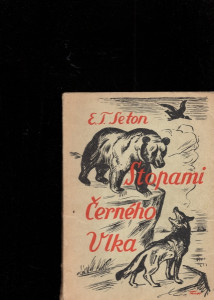 E.T. Seton
Stopami
Černého
Vlka